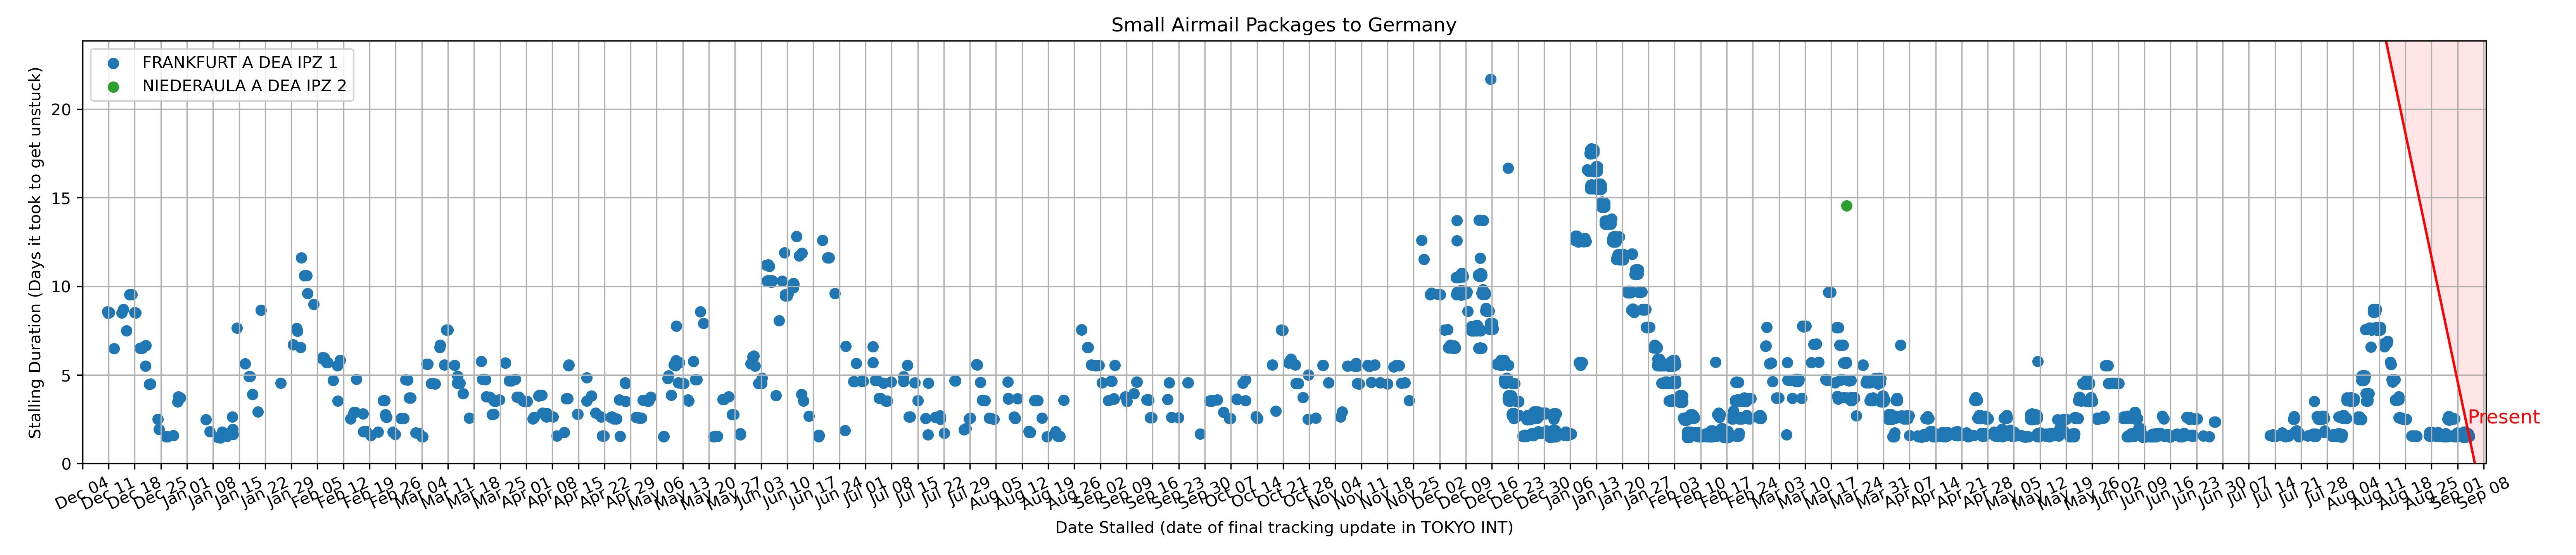 Small Airmail Packages to Germany
FRANKFURT A DEA IPZ 1
NIEDERAULA A DEA IPZ 2
Stalling Duration (Days it took to get unstuck)
20
15
10
5
0
Present
Dec 04
Dec 11
Dec 18
Dec 25
Jan 01
Jan 08
Jan 15
Jan 22
Jan 29
Feb 05
Feb 12
Feb 19
Feb 26
Mar 04
Mar 11
Mar 18
Mar 25
Apr 01
Apr 08
Apr 15
Apr 22
Apr 29
May 06
May 13
May 20
May 27
Jun 03
Jun 10
Jun 17
Jun 24
Jul 01
Jul 08
Jul 15
Jul 22
Jul 29
Aug 05
Aug 12
Aug 19
Aug 26
Sep 02
Sep 09
Sep 16
Sep 23
Sep 30
Oct 07
Oct 14
Oct 21
Oct 28
Nov 04
Nov 11
Nov 18
Nov 25
Dec 02
Dec 09
Dec 16
Dec 23
Dec 30
Jan 06
Jan 13
Jan 20
Jan 27
Feb 03
Feb 10
Feb 17
Feb 24
Mar 03
Mar 10
Mar 17
Mar 24
Mar 31
Apr 07
Apr 14
Apr 21
Apr 28
May 05
May 12
May 19
May 26
Jun 02
Jun 09
Jun 16
Jun 23
Jun 30
Jul 07
Jul 14
Jul 21
Jul 28
Aug 04
Aug 11
Aug 18
Aug 25
Sep 01
Sep 08
Date Stalled (date of final tracking update in TOKYO INT)